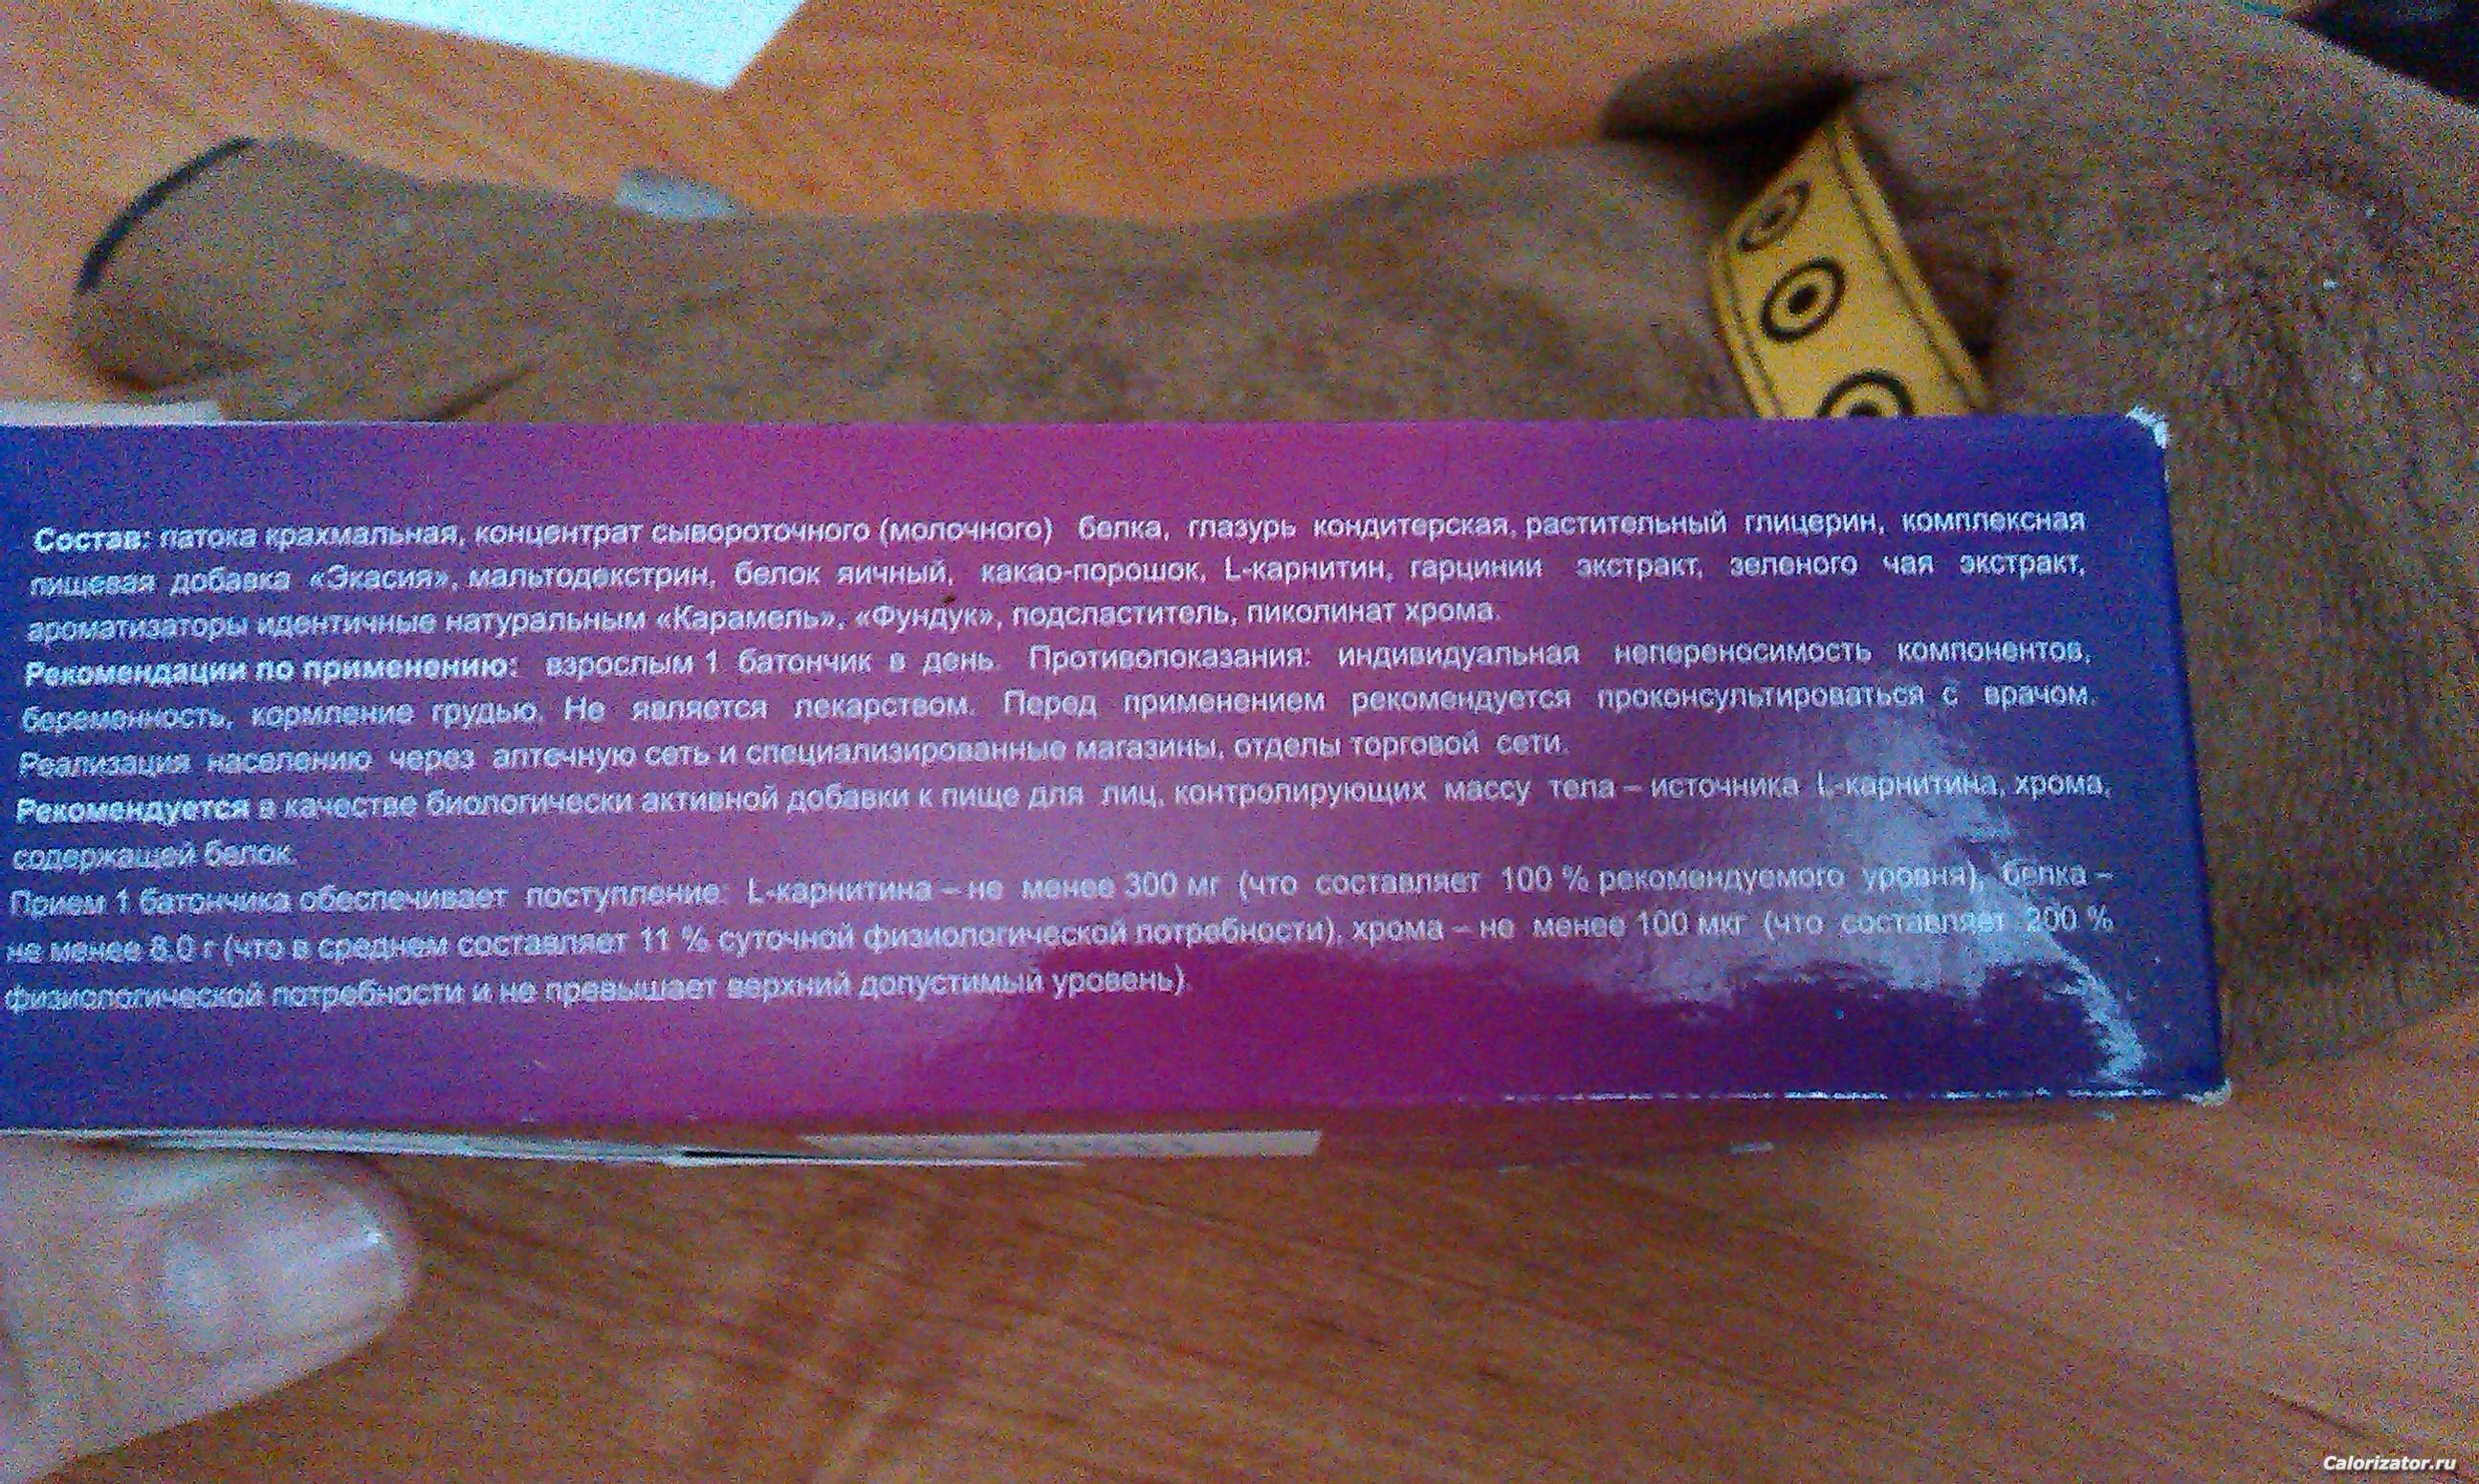 Состав: патока крахмальная, концентрат сывороточного (молочного) белка, глазурь кондитерская, растительный глицерин, комплексная
пищевая добавка «Экасия», мальтодекстрин, белок яичный, какао-порошок, L-карнитин, гарцинии экстракт, зеленого чая экстракт,
ароматизаторы идентичные натуральным «Карамель», «Фундук», подсластитель, пиколинат хрома.
Рекомендации по применению: взрослым 1 батончик в день. Противопоказания: индивидуальная непереносимость компонентов,
беременность, кормление грудью. Не является лекарством. Перед применением рекомендуется проконсультироваться с врачом.
Реализация населению через аптечную сеть и специализированные магазины, отделы торговой сети.
Рекомендуется в качестве биологически активной добавки к пище для лиц, контролирующих массу тела – источника L-карнитина, хрома,
содержащей белок.
Прием 1 батончика обеспечивает поступление: L-карнитина – не менее 300 мг (что составляет 100 % рекомендуемого уровня), белка –
не менее 8,0 г (что в среднем составляет 11 % суточной физиологической потребности), хрома – не менее 100 мкг (что составляет 200 %
физиологической потребности и не превышает верхний допустимый уровень).
Calorizator.ru